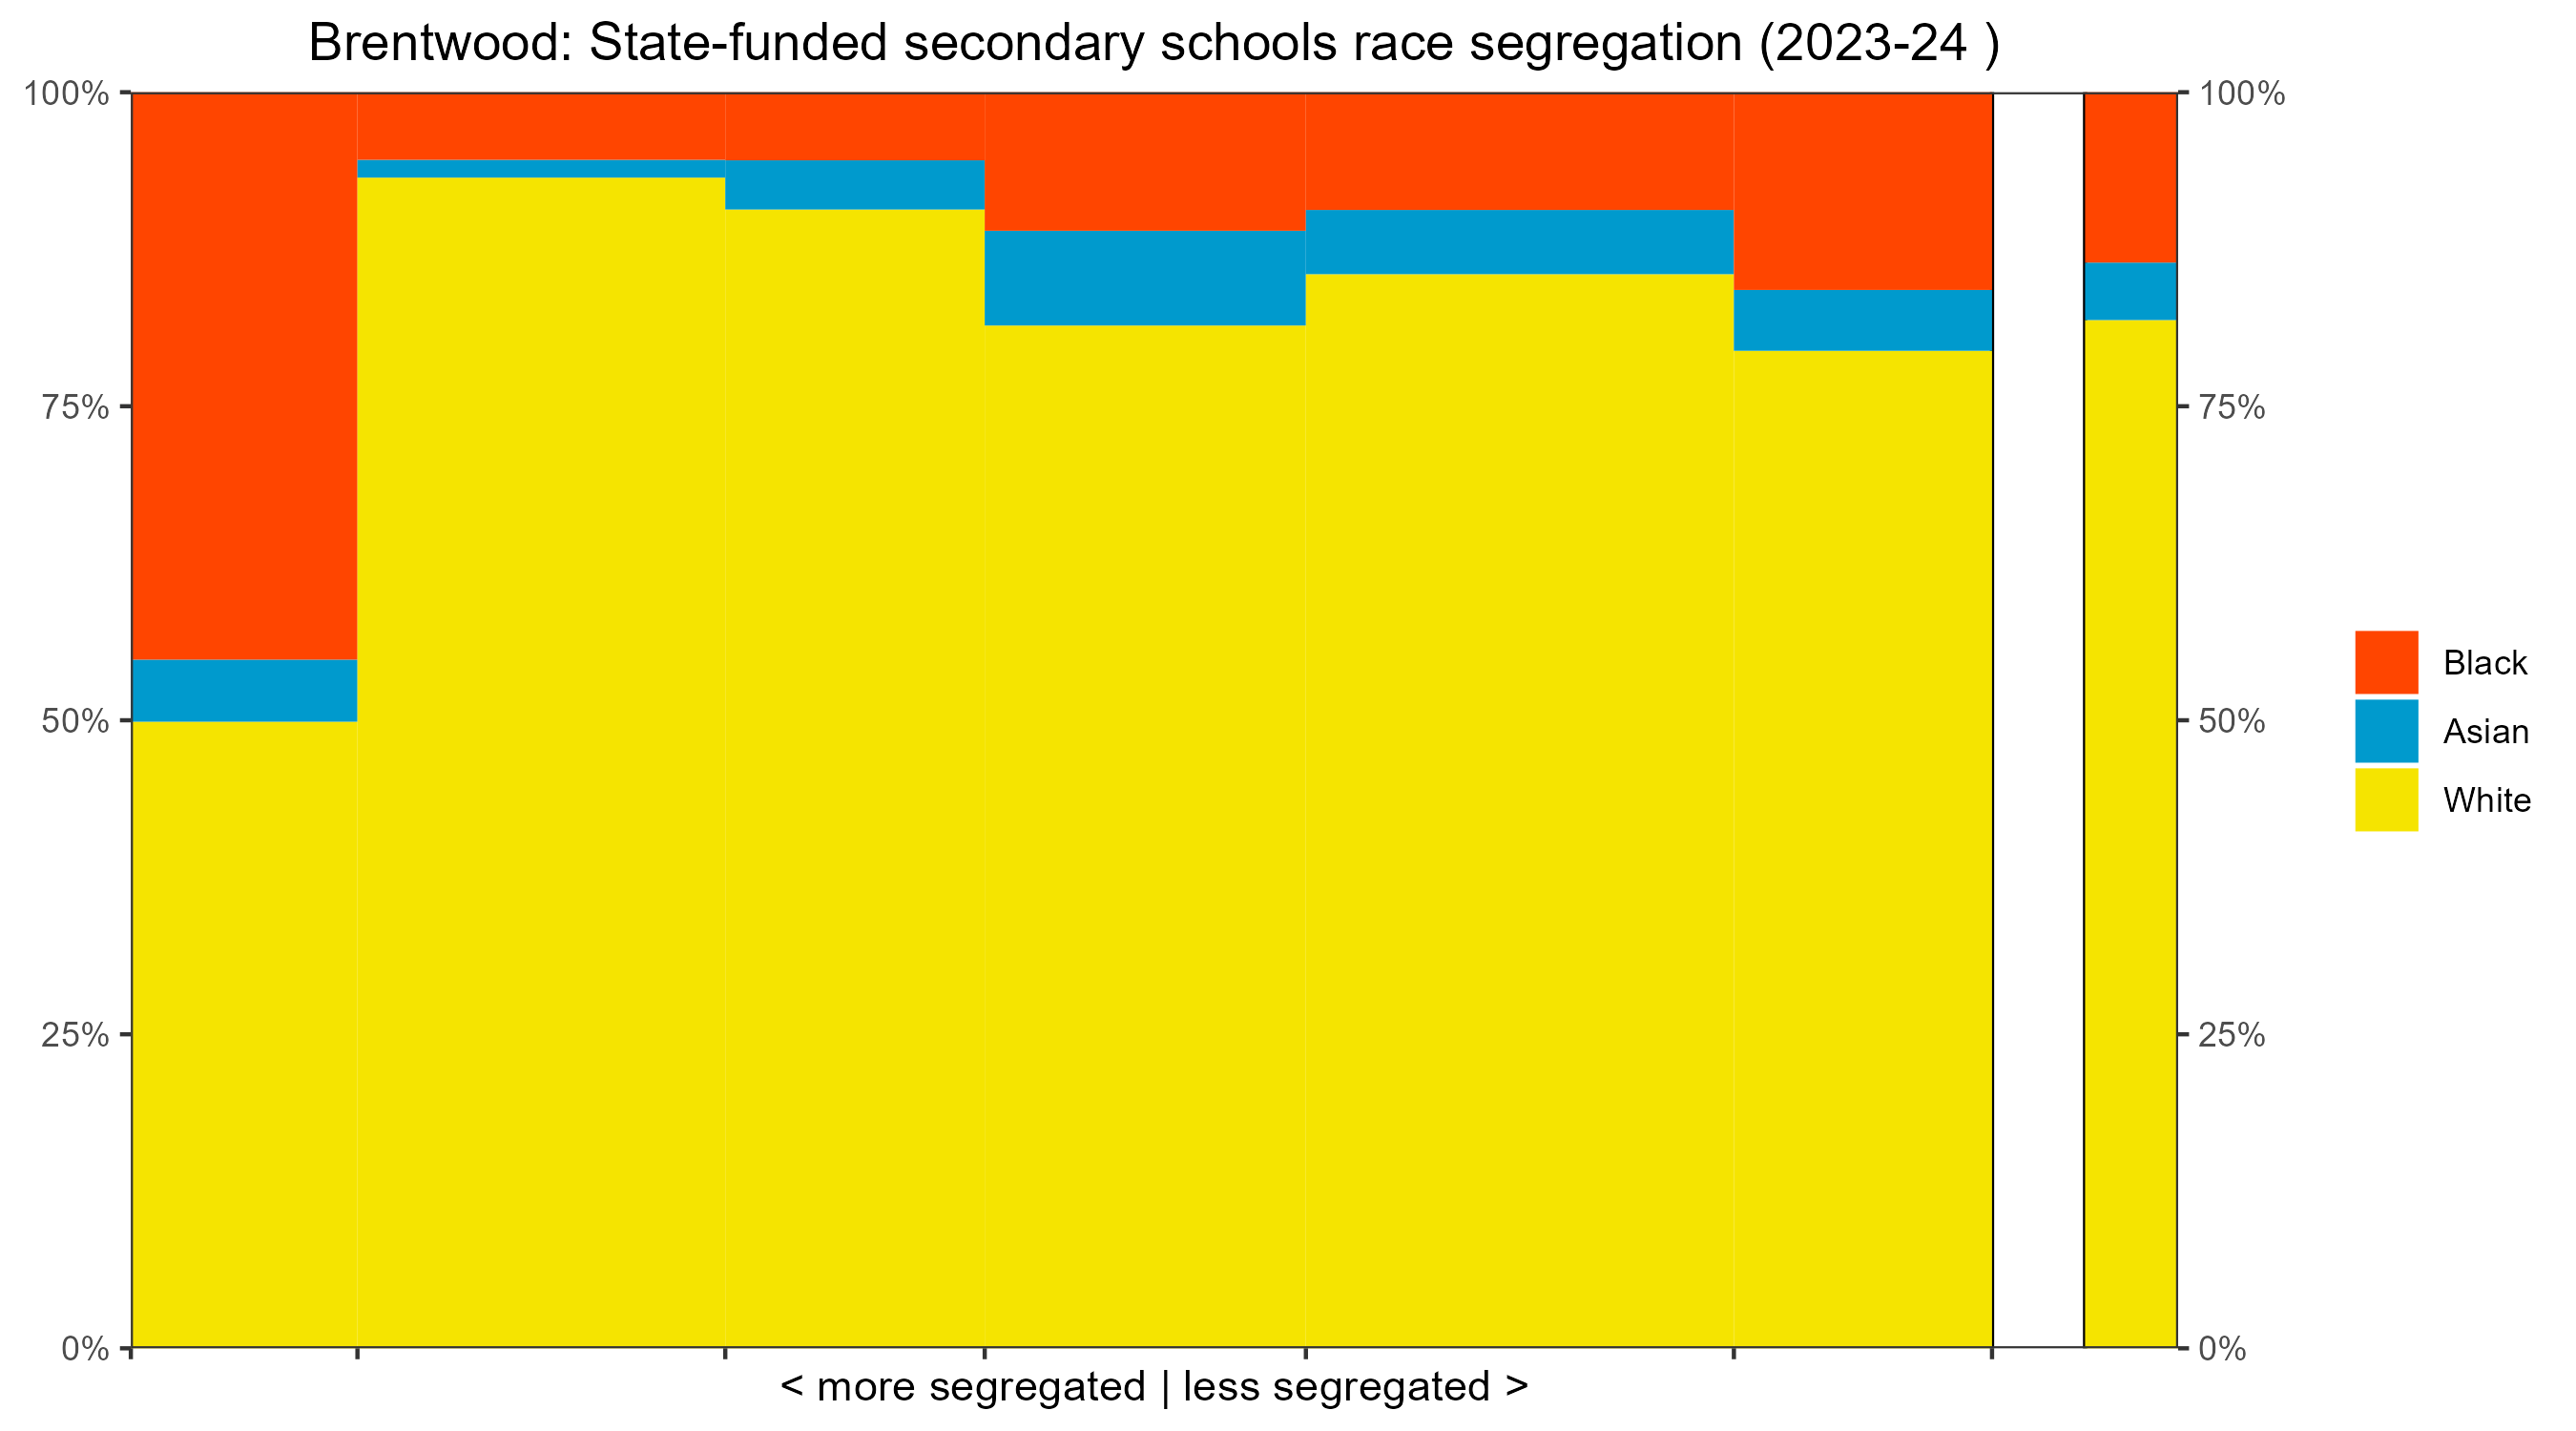 Brentwood: State-funded secondary schools race segregation (2023-24 )
100%
75%
50%
25%
0%
100%
75%
50%
25%
0%
< more segregated | less segregated >
Black
Asian
White